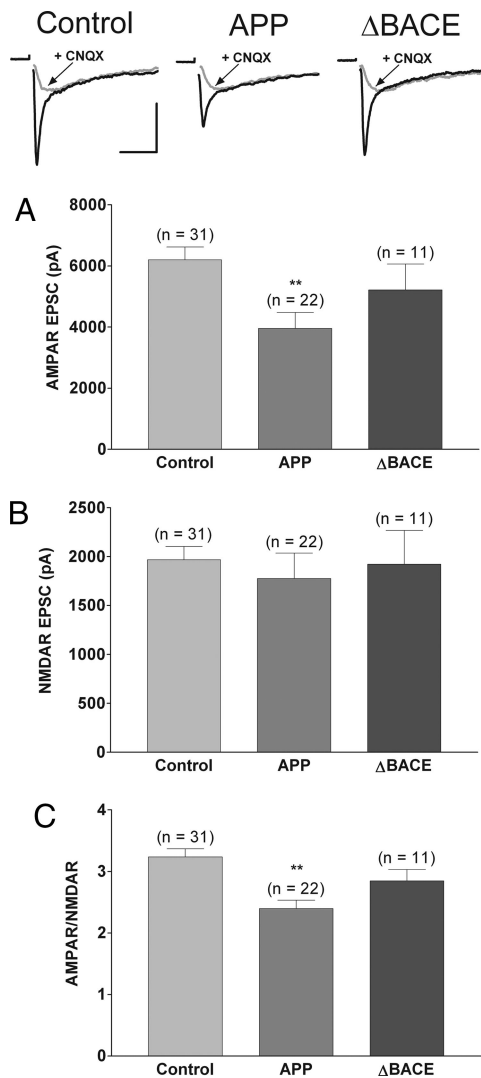 Control APP ΔBACE
+ CNQX + CNQX + CNQX
A
AMPAR EPSC (pA)
8000
6000
4000
2000
0
(n = 31)
**
(n = 22)
(n = 11)
Control APP ΔBACE
B
NMDAR EPSC (pA)
2500
2000
1500
1000
500
0
(n = 31) (n = 22) (n = 11)
Control APP ΔBACE
C
AMPAR/NMDAR
4
3
2
1
0
(n = 31)
**
(n = 22)
(n = 11)
Control APP ΔBACE